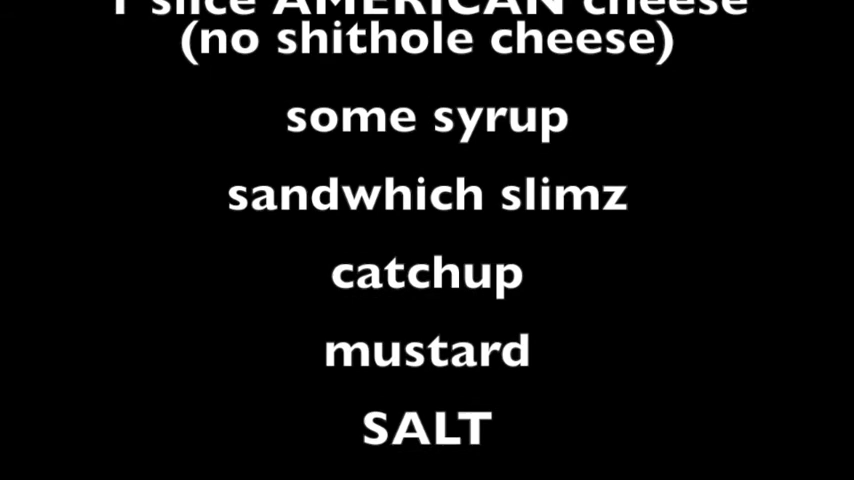 1 slice AMERICAN cheese
(no shithole cheese)
some syrup
sandwhich slimz
catchup
mustard
SALT